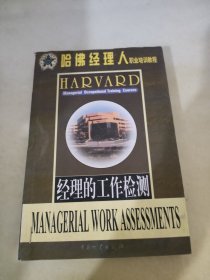 哈佛经理人职业培训教程
HARVARD
Managerial Occupational Training Courses
经理的工作检测
MANAGERIAL WORK ASSESSMENTS